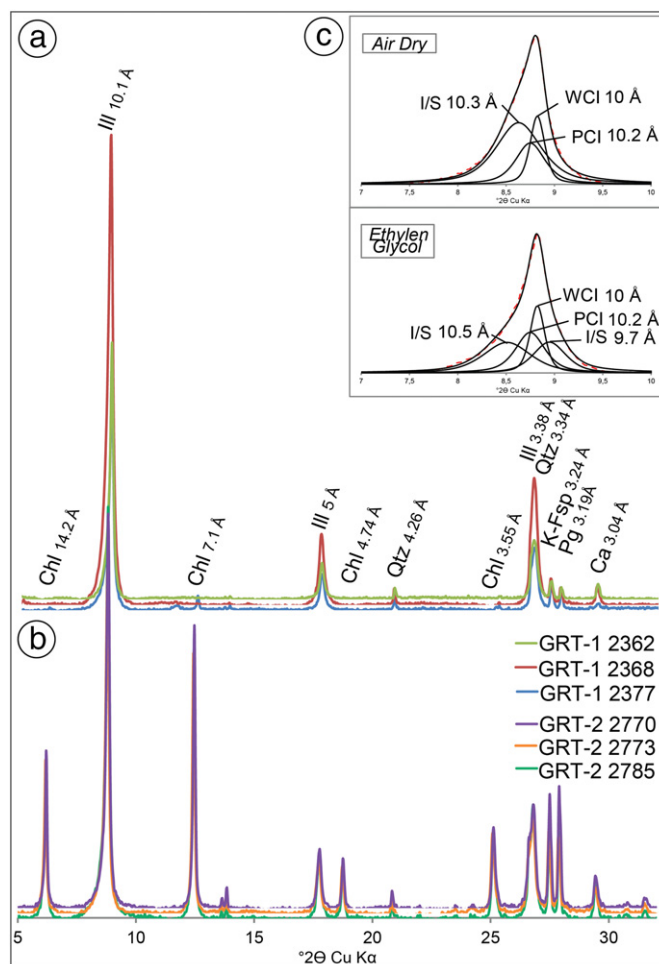 a
c
Air Dry
I/S 10.3 Å
WCI 10 Å
PCI 10.2 Å
7 7,5 8 8,5 9 9,5 10
°2Θ Cu Kα
Ethylen
Glycol
WCI 10 Å
PCI 10.2 Å
I/S 10.5 Å
I/S 9.7 Å
7 7,5 8 8,5 9 9,5 10
°2Θ Cu Kα
Ill 10.1 Å
Chl 14.2 Å
Chl 7.1 Å
Ill 5 Å
Chl 4.74 Å
Qtz 4.26 Å
Chl 3.55 Å
Ill 3.38 Å
Qtz 3.34 Å
K-Fsp 3.24 Å
Pg 3.19Å
Ca 3.04 Å
b
GRT-1 2362
GRT-1 2368
GRT-1 2377
GRT-2 2770
GRT-2 2773
GRT-2 2785
5 10 15 20 25 30
°2Θ Cu Kα